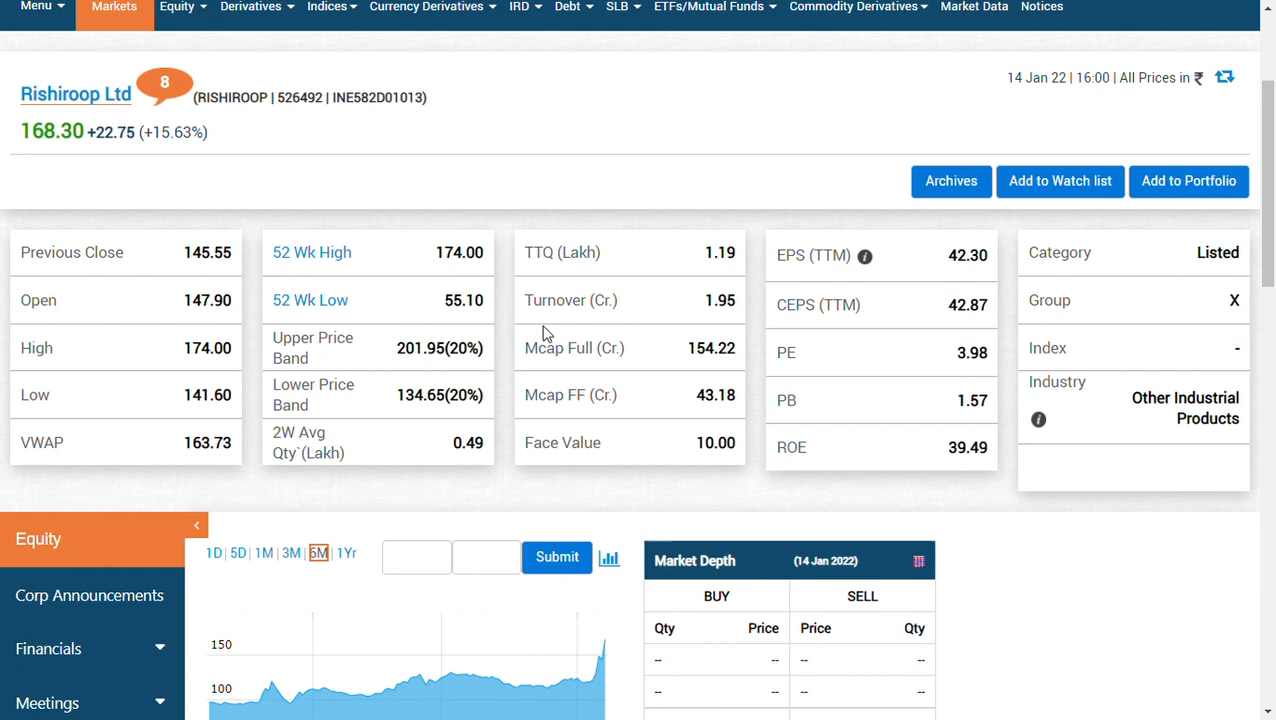 Menu Markets Equity Derivatives Indices Currency Derivatives IRD Debt SLB ETFs/Mutual Funds Commodity Derivatives Market Data Notices
Rishiroop Ltd 8 (RISHIROOP | 526492 | INE582D01013)
14 Jan 22 | 16:00 | All Prices in ₹
168.30 +22.75 (+15.63%)
Archives Add to Watch list Add to Portfolio
Previous Close 145.55
Open 147.90
High 174.00
Low 141.60
VWAP 163.73
52 Wk High 174.00
52 Wk Low 55.10
Upper Price
Band 201.95(20%)
Lower Price
Band 134.65(20%)
2W Avg
Qty`(Lakh) 0.49
TTQ (Lakh) 1.19
Turnover (Cr.) 1.95
Mcap Full (Cr.) 154.22
Mcap FF (Cr.) 43.18
Face Value 10.00
EPS (TTM) i 42.30
CEPS (TTM) 42.87
PE 3.98
PB 1.57
ROE 39.49
Category Listed
Group X
Index -
Industry
i Other Industrial
Products
Equity <
Corp Announcements
Financials
Meetings
1D| 5D| 1M| 3M| 6M| 1Yr
Submit
150
100
Market Depth (14 Jan 2022)
BUY SELL
Qty Price Price Qty
-- -- -- --
-- -- -- --